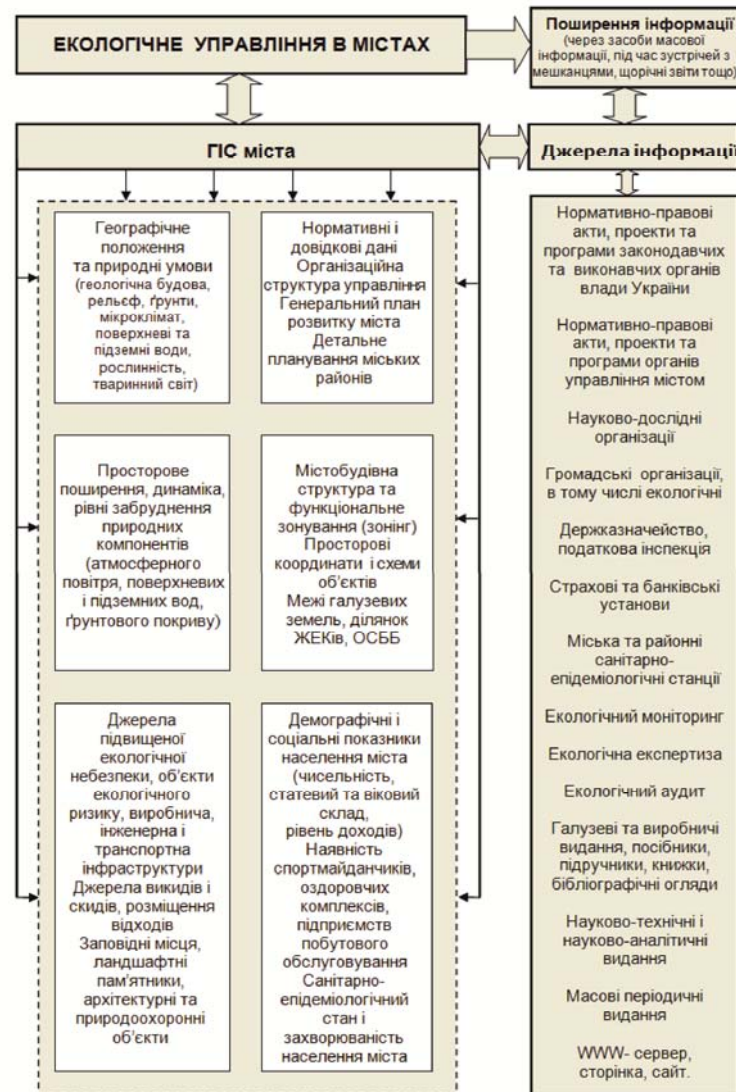 ЕКОЛОГІЧНЕ УПРАВЛІННЯ В МІСТАХ
Поширення інформації
(через засоби масової
інформації, під час зустрічей з
мешканцями, щорічні звіти тощо)
ГІС міста
Джерела інформації
Географічне
положення
та природні умови
(геологічна будова,
рельєф, ґрунти,
мікроклімат,
поверхневі та
підземні води,
рослинність,
тваринний світ)
Нормативні і
довідкові дані
Організаційна
структура управління
Генеральний план
розвитку міста
Детальне
планування міських
районів
Просторове
поширення, динаміка,
рівні забруднення
природних
компонентів
(атмосферного
повітря, поверхневих
і підземних вод,
ґрунтового покриву)
Містобудівна
структура та
функціональне
зонування (зонінг)
Просторові
координати і схеми
об’єктів
Межі галузевих
земель, ділянок
ЖЕКів, ОСББ
Джерела
підвищеної
екологічної
небезпеки, об’єкти
екологічного
ризику, виробнича,
інженерна і
транспортна
інфраструктури
Джерела викидів і
скидів, розміщення
відходів
Заповідні місця,
ландшафтні
пам’ятники,
архітектурні та
природоохоронні
об’єкти
Демографічні і
соціальні показники
населення міста
(чисельність,
статевий та віковий
склад,
рівень доходів)
Наявність
спортмайданчиків,
оздоровчих
комплексів,
підприємств
побутового
обслуговування
Санітарно-
епідеміологічний
стан і
захворюваність
населення міста
Нормативно-правові
акти, проекти та
програми законодавчих
та виконавчих органів
влади України
Нормативно-правові
акти, проекти та
програми органів
управління містом
Науково-дослідні
організації
Громадські організації,
в тому числі екологічні
Держказначейство,
податкова інспекція
Страхові та банківські
установи
Міська та районні
санітарно-
епідеміологічні станції
Екологічний моніторинг
Екологічна експертиза
Екологічний аудит
Галузеві та виробничі
видання, посібники,
підручники, книжки,
бібліографічні огляди
Науково-технічні і
науково-аналітичні
видання
Масові періодичні
видання
WWW- сервер,
сторінка, сайт.